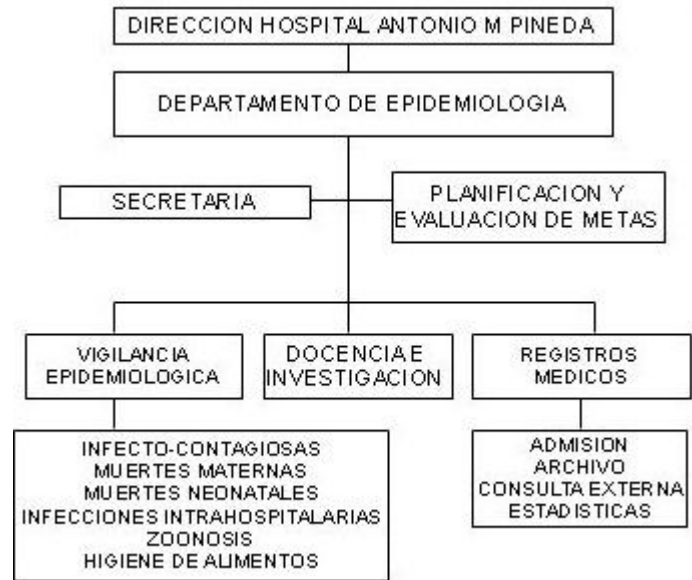 DIRECCION HOSPITAL ANTONIO M PINEDA
DEPARTAMENTO DE EPIDEMIOLOGIA
SECRETARIA
PLANIFICACION Y
EVALUACION DE METAS
VIGILANCIA
EPIDEMIOLOGICA
DOCENCIA E
INVESTIGACION
REGISTROS
MEDICOS
INFECTO-CONTAGIOSAS
MUERTES MATERNAS
MUERTES NEONATALES
INFECCIONES INTRAHOSPITALARIAS
ZOONOSIS
HIGIENE DE ALIMENTOS
ADMISION
ARCHIVO
CONSULTA EXTERNA
ESTADISTICAS